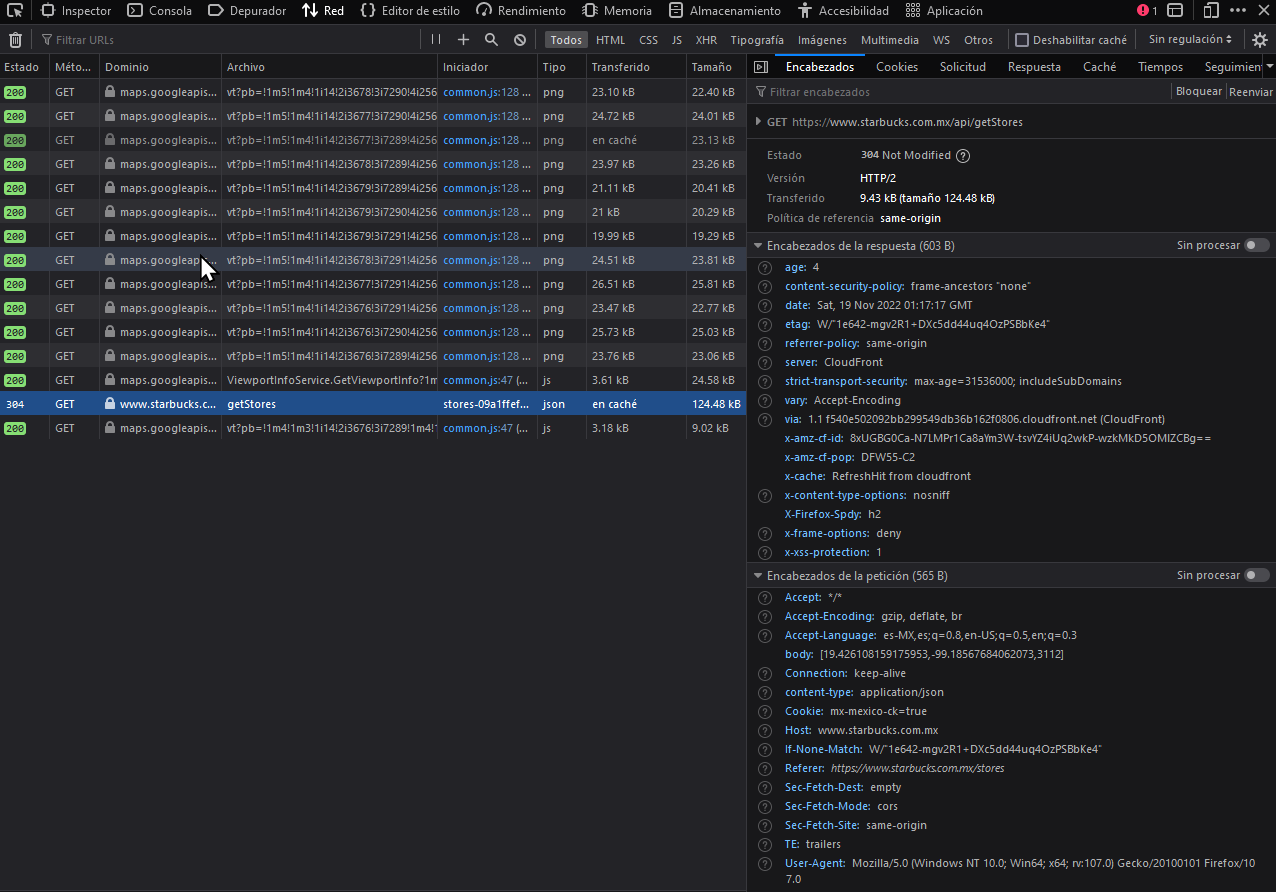 Inspector Consola Depurador Red Editor de estilo Rendimiento Memoria Almacenamiento Accesibilidad Aplicación 1
Filtrar URLs Todos HTML CSS JS XHR Tipografía Imágenes Multimedia WS Otros Deshabilitar caché Sin regulación
Estado Méto... Dominio Archivo Iniciador Tipo Transferido Tamaño
200 GET maps.googleapis... vt?pb=!1m5!1m4!1i14!2i3678!3i7290!4i256 common.js:128 ... png 23.10 kB 22.40 kB
200 GET maps.googleapis... vt?pb=!1m5!1m4!1i14!2i3677!3i7290!4i256 common.js:128 ... png 24.72 kB 24.01 kB
200 GET maps.googleapis... vt?pb=!1m5!1m4!1i14!2i3677!3i7289!4i256 common.js:128 ... png en caché 23.13 kB
200 GET maps.googleapis... vt?pb=!1m5!1m4!1i14!2i3678!3i7289!4i256 common.js:128 ... png 23.97 kB 23.26 kB
200 GET maps.googleapis... vt?pb=!1m5!1m4!1i14!2i3679!3i7289!4i256 common.js:128 ... png 21.11 kB 20.41 kB
200 GET maps.googleapis... vt?pb=!1m5!1m4!1i14!2i3679!3i7290!4i256 common.js:128 ... png 21 kB 20.29 kB
200 GET maps.googleapis... vt?pb=!1m5!1m4!1i14!2i3679!3i7291!4i256 common.js:128 ... png 19.99 kB 19.29 kB
200 GET maps.googleap... vt?pb=!1m5!1m4!1i14!2i3678!3i7291!4i256 common.js:128 ... png 24.51 kB 23.81 kB
200 GET maps.googleapis... vt?pb=!1m5!1m4!1i14!2i3677!3i7291!4i256 common.js:128 ... png 26.51 kB 25.81 kB
200 GET maps.googleapis... vt?pb=!1m5!1m4!1i14!2i3676!3i7291!4i256 common.js:128 ... png 23.47 kB 22.77 kB
200 GET maps.googleapis... vt?pb=!1m5!1m4!1i14!2i3676!3i7290!4i256 common.js:128 ... png 25.73 kB 25.03 kB
200 GET maps.googleapis... vt?pb=!1m5!1m4!1i14!2i3676!3i7289!4i256 common.js:128 ... png 23.76 kB 23.06 kB
200 GET maps.googleapis... ViewportInfoService.GetViewportInfo?1m common.js:47 (... js 3.61 kB 24.58 kB
304 GET www.starbucks.c... getStores stores-09a1ffef... json en caché 124.48 kB
200 GET maps.googleapis... vt?pb=!1m4!1m3!1i14!2i3676!3i7289!1m4!1 common.js:47 (... js 3.18 kB 9.02 kB
Encabezados Cookies Solicitud Respuesta Caché Tiempos Seguimien
Filtrar encabezados Bloquear Reenviar
GET https://www.starbucks.com.mx/api/getStores
Estado 304 Not Modified
Versión HTTP/2
Transferido 9.43 kB (tamaño 124.48 kB)
Política de referencia same-origin
Encabezados de la respuesta (603 B) Sin procesar
age: 4
content-security-policy: frame-ancestors "none"
date: Sat, 19 Nov 2022 01:17:17 GMT
etag: W/"1e642-mgv2R1+DXc5dd44uq4OzPSBbKe4"
referrer-policy: same-origin
server: CloudFront
strict-transport-security: max-age=31536000; includeSubDomains
vary: Accept-Encoding
via: 1.1 f540e502092bb299549db36b162f0806.cloudfront.net (CloudFront)
x-amz-cf-id: 8xUGBG0Ca-N7LMPr1Ca8aYm3W-tsvYZ4iUq2wkP-wzkMkD5OMIZCBg==
x-amz-cf-pop: DFW55-C2
x-cache: RefreshHit from cloudfront
x-content-type-options: nosniff
X-Firefox-Spdy: h2
x-frame-options: deny
x-xss-protection: 1
Encabezados de la petición (565 B) Sin procesar
Accept: */*
Accept-Encoding: gzip, deflate, br
Accept-Language: es-MX,es;q=0.8,en-US;q=0.5,en;q=0.3
body: [19.426108159175953,-99.18567684062073,3112]
Connection: keep-alive
content-type: application/json
Cookie: mx-mexico-ck=true
Host: www.starbucks.com.mx
If-None-Match: W/"1e642-mgv2R1+DXc5dd44uq4OzPSBbKe4"
Referer: https://www.starbucks.com.mx/stores
Sec-Fetch-Dest: empty
Sec-Fetch-Mode: cors
Sec-Fetch-Site: same-origin
TE: trailers
User-Agent: Mozilla/5.0 (Windows NT 10.0; Win64; x64; rv:107.0) Gecko/20100101 Firefox/10
7.0